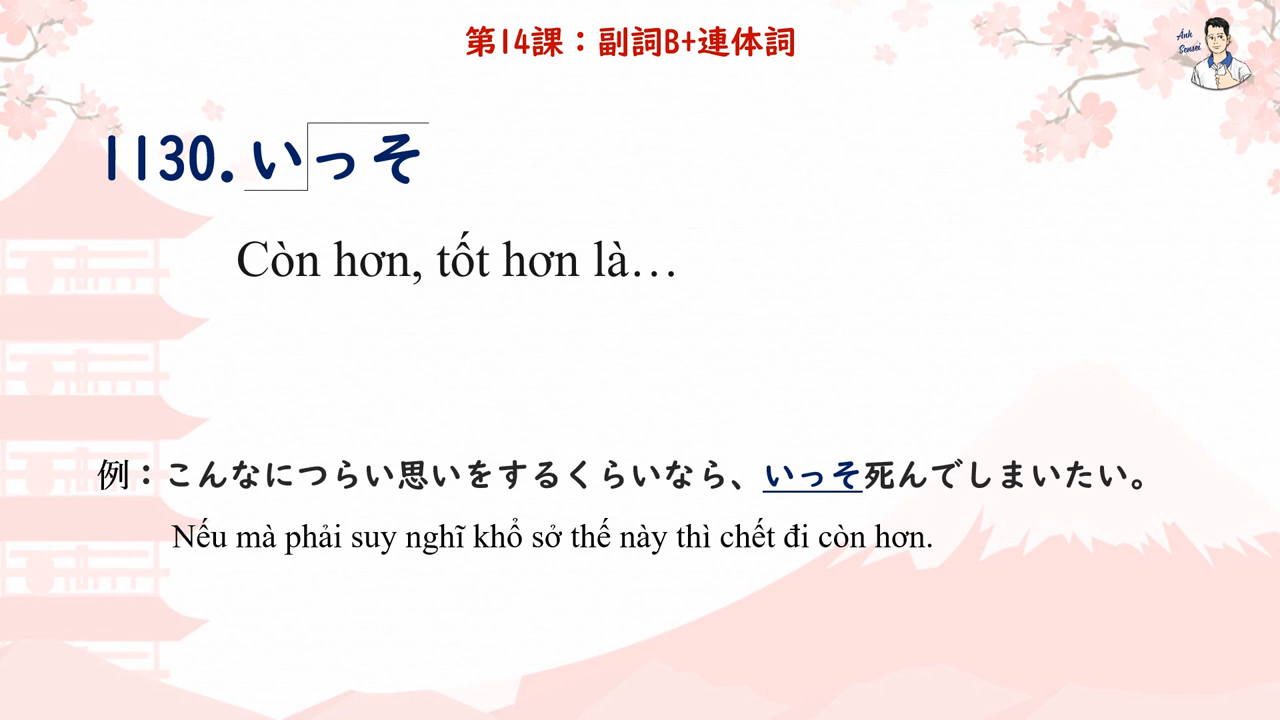 第14課：副詞B+連体詞
Anh
Sensei
1130. いっそ
Còn hơn, tốt hơn là…
例：こんなにつらい思いをするくらいなら、いっそ死んでしまいたい。
Nếu mà phải suy nghĩ khổ sở thế này thì chết đi còn hơn.